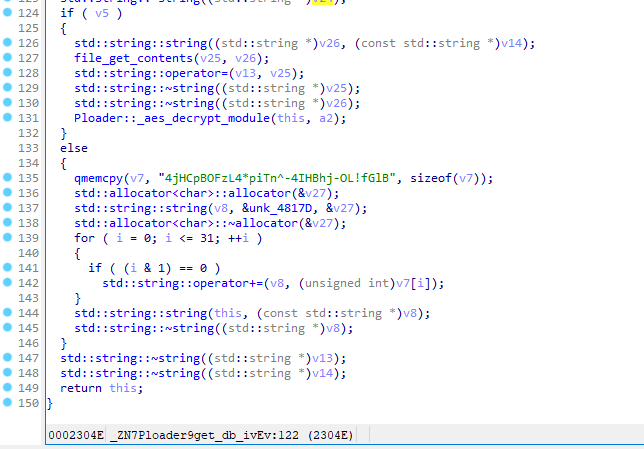 124 if ( v5 )
125 {
126 std::string::string((std::string *)v26, (const std::string *)v14);
127 file_get_contents(v25, v26);
128 std::string::operator=(v13, v25);
129 std::string::~string((std::string *)v25);
130 std::string::~string((std::string *)v26);
131 Ploader::_aes_decrypt_module(this, a2);
132 }
133 else
134 {
135 qmemcpy(v7, "4jHCpBOFzL4*piTn^-4IHBhj-OL!fGlB", sizeof(v7));
136 std::allocator<char>::allocator(&v27);
137 std::string::string(v8, &unk_4817D, &v27);
138 std::allocator<char>::~allocator(&v27);
139 for ( i = 0; i <= 31; ++i )
140 {
141 if ( (i & 1) == 0 )
142 std::string::operator+=(v8, (unsigned int)v7[i]);
143 }
144 std::string::string(this, (const std::string *)v8);
145 std::string::~string((std::string *)v8);
146 }
147 std::string::~string((std::string *)v13);
148 std::string::~string((std::string *)v14);
149 return this;
150 }
0002304E _ZN7Ploader9get_db_ivEv:122 (2304E)